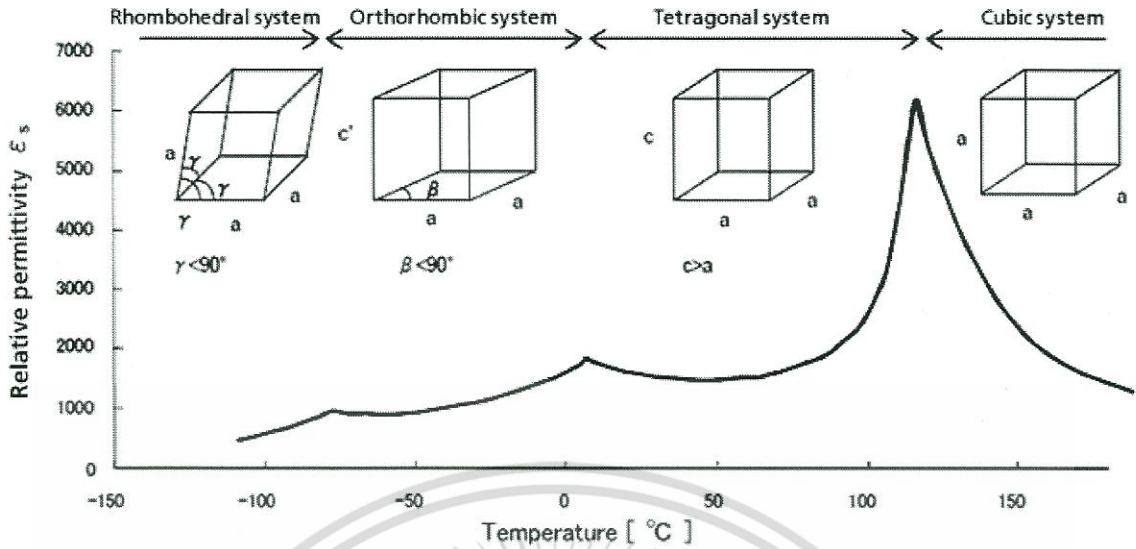 Rhombohedral system Orthorhombic system Tetragonal system Cubic system
7000
6000
5000
4000
3000
2000
1000
0
Relative permittivity ε s
a γ γ γ a a
γ <90°
c' β a a
β <90°
c a a
c>a
a a a
−150 −100 −50 0 50 100 150
Temperature [ °C ]